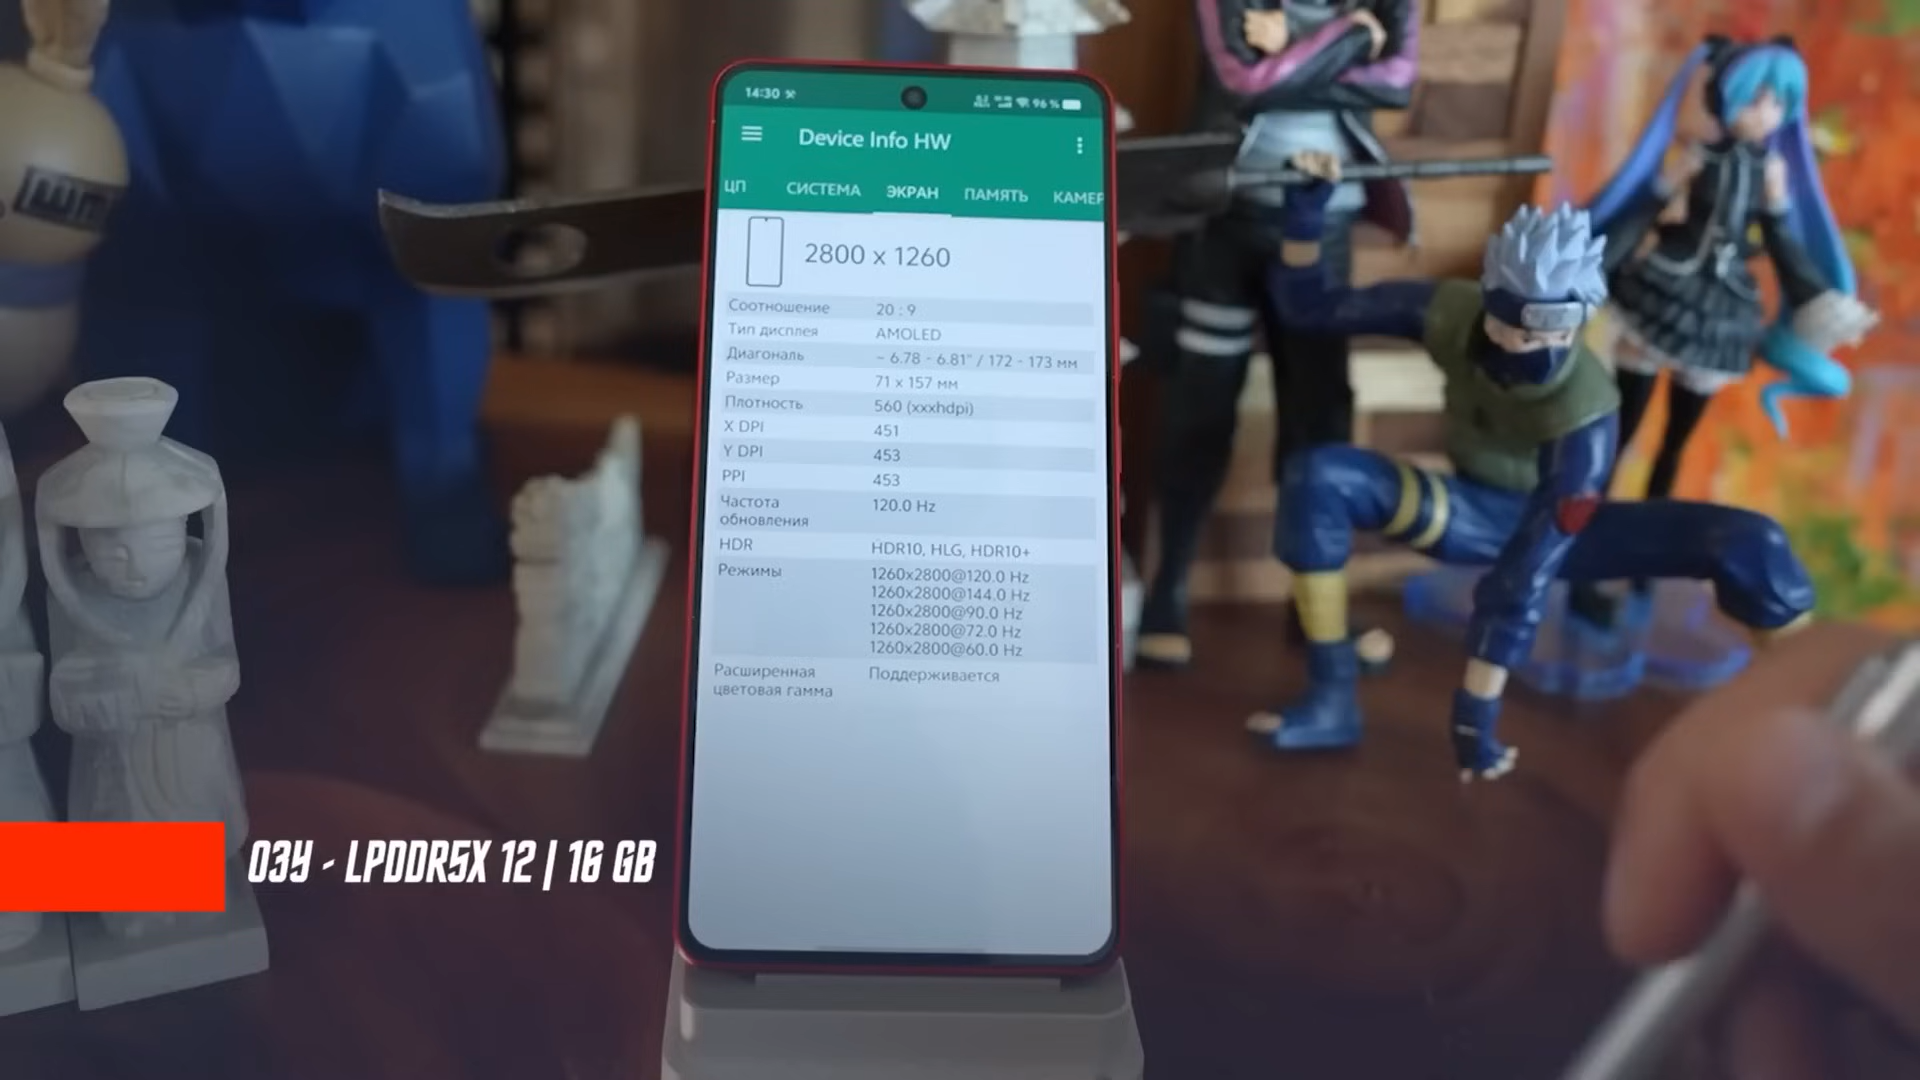 14:30
96 %
Device Info HW
ЦП СИСТЕМА ЭКРАН ПАМЯТЬ КАМЕР
2800 x 1260
Соотношение 20 : 9
Тип дисплея AMOLED
Диагональ ~ 6.78 - 6.81" / 172 - 173 мм
Размер 71 x 157 мм
Плотность 560 (xxxhdpi)
X DPI 451
Y DPI 453
PPI 453
Частота 120.0 Hz
обновления
HDR HDR10, HLG, HDR10+
Режимы 1260x2800@120.0 Hz
1260x2800@144.0 Hz
1260x2800@90.0 Hz
1260x2800@72.0 Hz
1260x2800@60.0 Hz
Расширенная Поддерживается
цветовая гамма
ОЗУ - LPDDR5X 12 | 16 GB